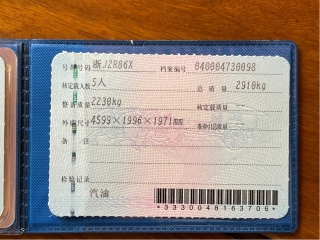 号牌号码 浙J2R86X 档案编号 040004730098
核定载人数 5人 总质量 2910kg
整备质量 2230kg 核定载质量 --
外廓尺寸 4599×1996×1971mm 准牵引总质量 --
备注
检验记录
汽油
*3330048163706*